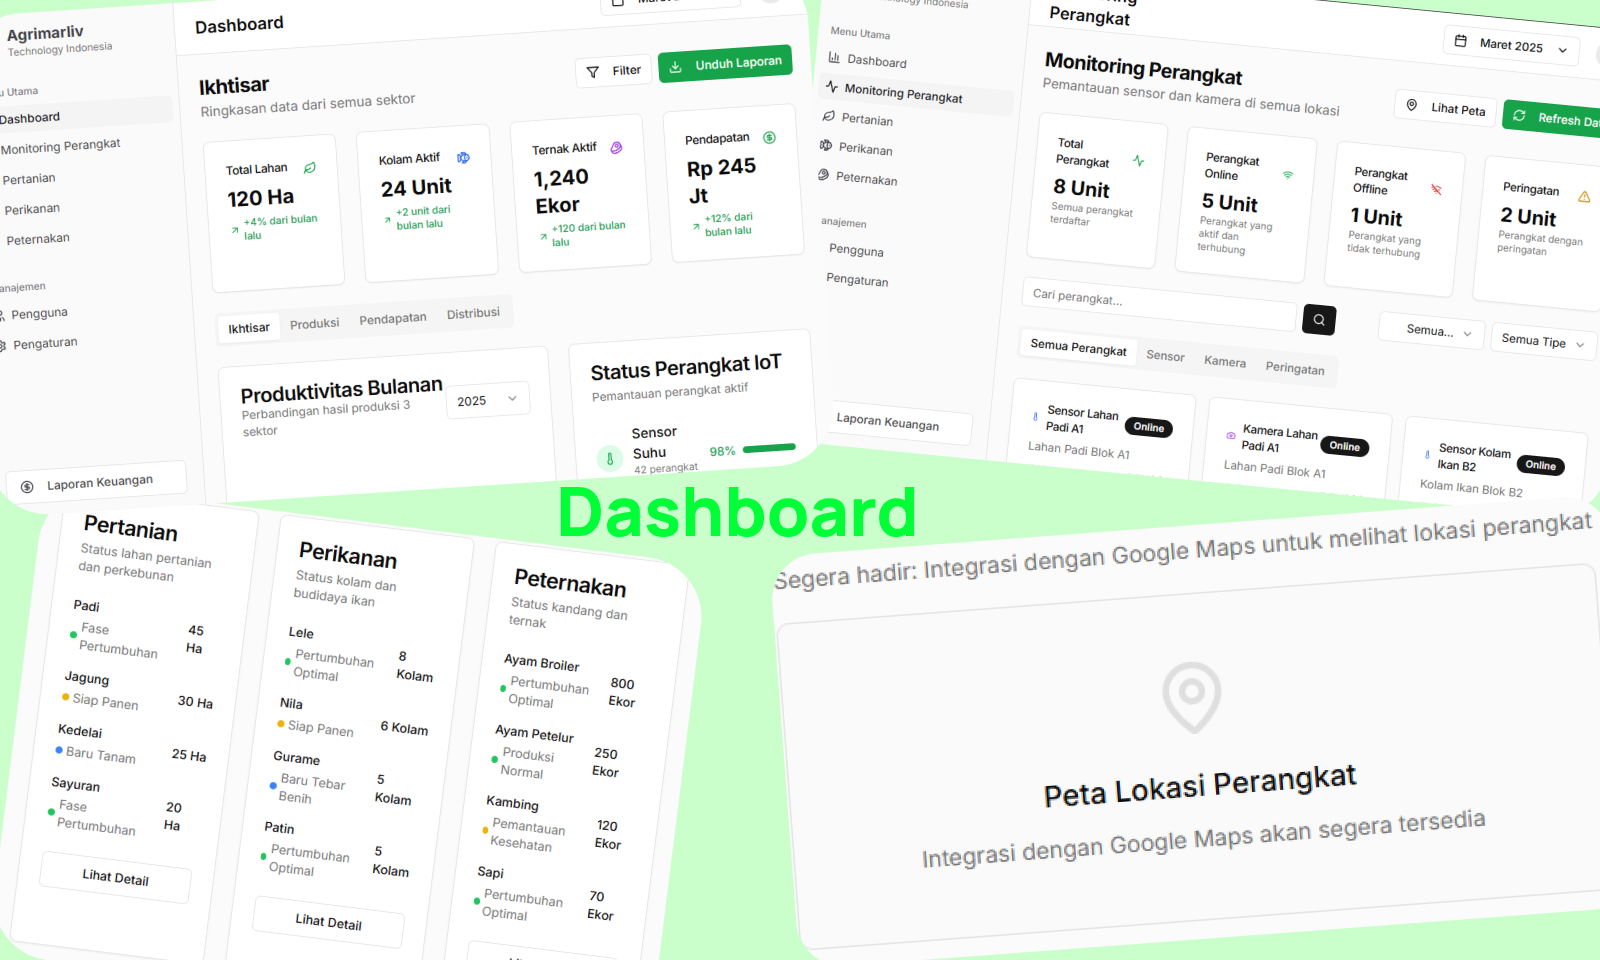 Agrimarliv
Technology Indonesia
Utama
Dashboard
Monitoring Perangkat
Pertanian
Perikanan
Peternakan
Pengguna
Pengaturan
Laporan Keuangan
Dashboard
Ikhtisar
Ringkasan data dari semua sektor
Filter
Unduh Laporan
Total Lahan
120 Ha
+4% dari bulan
lalu
Kolam Aktif
24 Unit
+2 unit dari
bulan lalu
Ternak Aktif
1,240
Ekor
+120 dari bulan
lalu
Pendapatan
Rp 245
Jt
+12% dari
bulan lalu
Ikhtisar
Produksi
Pendapatan
Distribusi
Produktivitas Bulanan
Perbandingan hasil produksi 3
sektor
2025
Status Perangkat IoT
Pemantauan perangkat aktif
Sensor
Suhu
42 perangkat
98%
Menu Utama
Dashboard
Monitoring Perangkat
Pertanian
Perikanan
Peternakan
Pengguna
Pengaturan
Laporan Keuangan
Perangkat
Maret 2025
Monitoring Perangkat
Pemantauan sensor dan kamera di semua lokasi
Lihat Peta
Refresh
Total
Perangkat
8 Unit
Semua perangkat
terdaftar
Perangkat
Online
5 Unit
Perangkat yang
aktif dan
terhubung
Perangkat
Offline
1 Unit
Perangkat yang
tidak terhubung
Peringatan
2 Unit
Perangkat dengan
peringatan
Cari perangkat...
Semua...
Semua Tipe
Semua Perangkat
Sensor
Kamera
Peringatan
Sensor Lahan
Padi A1
Online
Lahan Padi Blok A1
Kamera Lahan
Padi A1
Online
Lahan Padi Blok A1
Sensor Kolam
Ikan B2
Online
Kolam Ikan Blok B2
Dashboard
Pertanian
Status lahan pertanian
dan perkebunan
Padi
Fase
Pertumbuhan
45
Ha
Jagung
Siap Panen
30 Ha
Kedelai
Baru Tanam
25 Ha
Sayuran
Fase
Pertumbuhan
20
Ha
Lihat Detail
Perikanan
Status kolam dan
budidaya ikan
Lele
Pertumbuhan
Optimal
8
Kolam
Nila
Siap Panen
6 Kolam
Gurame
Baru Tebar
Benih
5
Kolam
Patin
Pertumbuhan
Optimal
5
Kolam
Lihat Detail
Peternakan
Status kandang dan
ternak
Ayam Broiler
Pertumbuhan
Optimal
800
Ekor
Ayam Petelur
Produksi
Normal
250
Ekor
Kambing
Pemantauan
Kesehatan
120
Ekor
Sapi
Pertumbuhan
Optimal
70
Ekor
Segera hadir: Integrasi dengan Google Maps untuk melihat lokasi perangkat
Peta Lokasi Perangkat
Integrasi dengan Google Maps akan segera tersedia